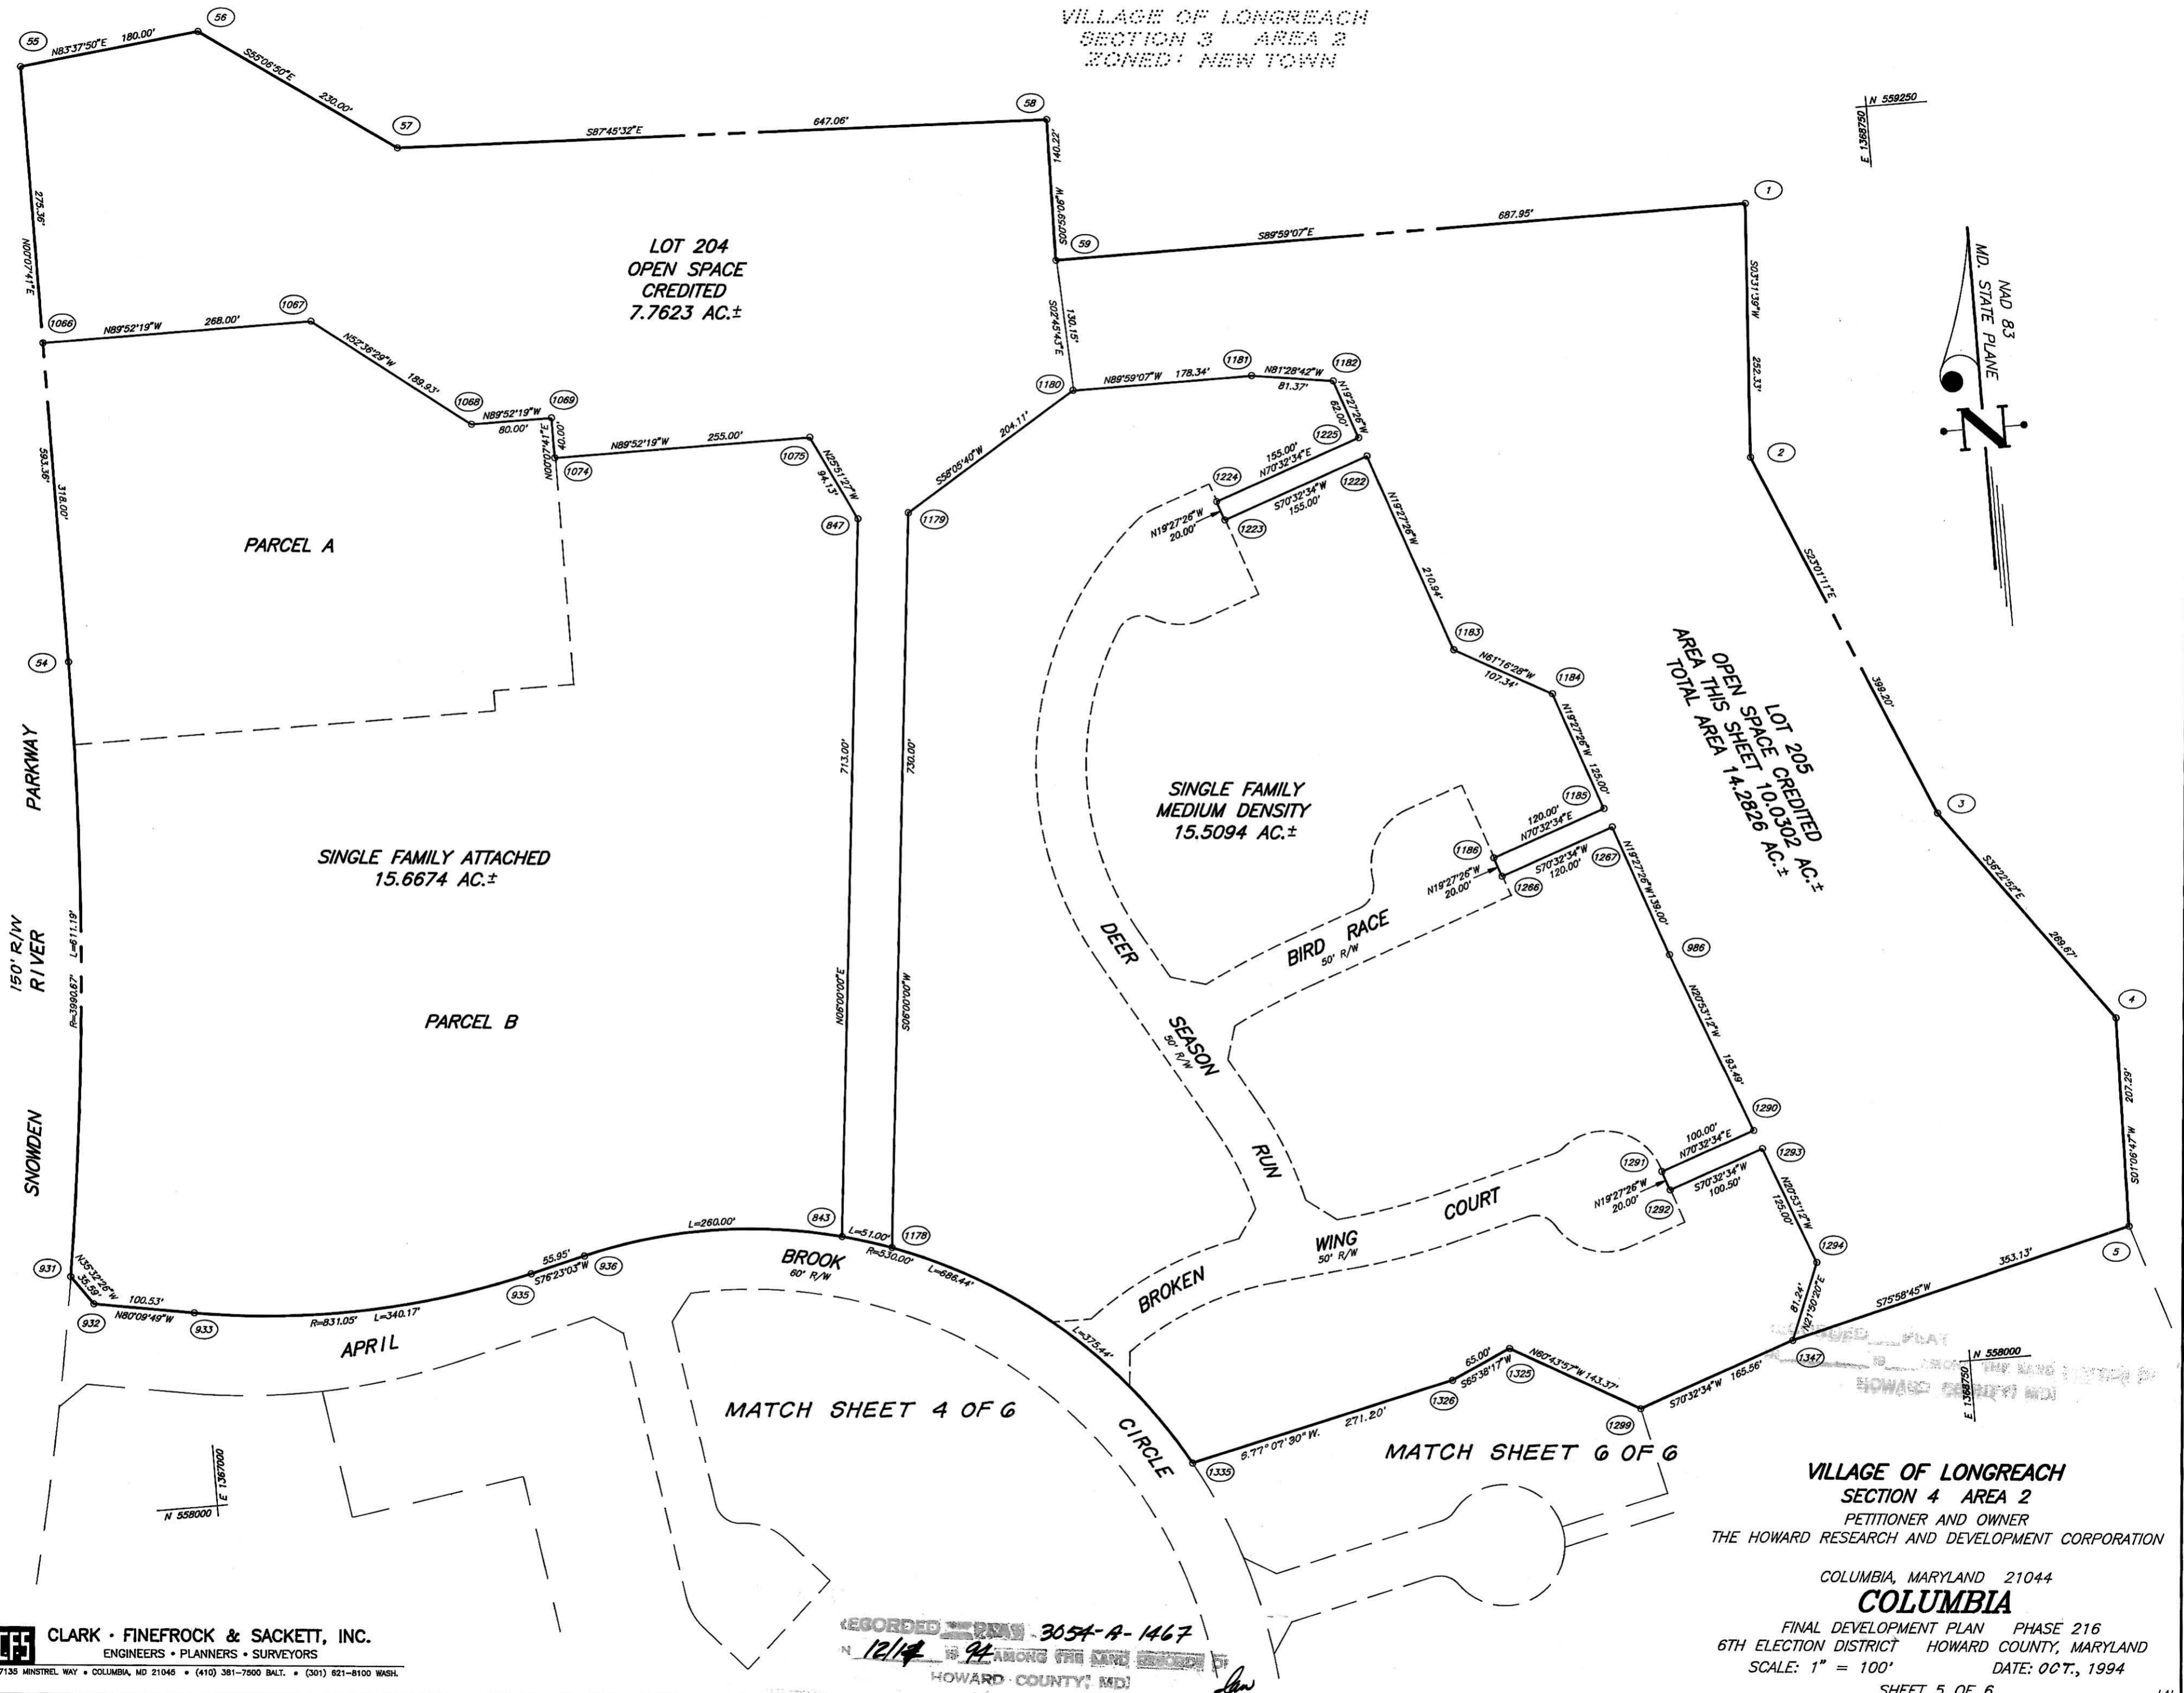 VILLAGE OF LONGREACH
SECTION 3 AREA 2
ZONED: NEW TOWN
55
N83°37'50"E 180.00'
56
S55°06'50"E
230.00'
57
S87°45'32"E
647.06'
58
140.22'
S00°59'06"W
59
S89°59'07"E
687.95'
1
N 559250
E 1368750
NAD 83
MD. STATE PLANE
N
275.36'
N00°07'41"E
LOT 204
OPEN SPACE
CREDITED
7.7623 AC.±
S03°31'39"W
252.33'
130.15'
S02°45'43"E
1066
N89°52'19"W
268.00'
1067
N52°36'29"W
189.93'
1068
N89°52'19"W
80.00'
1069
N00°07'41"E
40.00'
1074
N89°52'19"W
255.00'
1075
N25°51'27"W
94.13'
847
1179
S58°05'40"W
204.11'
1180
N89°59'07"W 178.34'
1181
N81°28'42"W
81.37'
1182
N19°27'26"W
62.00'
1225
155.00'
N70°32'34"E
1224
1222
S70°32'34"W
155.00'
N19°27'26"W
20.00'
1223
2
S23°01'11"E
399.20'
593.36'
318.00'
PARCEL A
54
N19°27'26"W
210.94'
1183
N61°16'28"W
107.34'
1184
N19°27'26"W 125.00'
LOT 205
OPEN SPACE CREDITED
AREA THIS SHEET 10.0302 AC.±
TOTAL AREA 14.2826 AC.±
3
S36°22'52"E
269.67'
4
713.00'
730.00'
SINGLE FAMILY
MEDIUM DENSITY
15.5094 AC.±
1185
120.00'
N70°32'34"E
1186
N19°27'26"W
20.00'
S70°32'34"W
120.00'
1267
1266
SINGLE FAMILY ATTACHED
15.6674 AC.±
N19°27'26"W 139.00'
986
N20°53'12"W
193.49'
DEER
BIRD RACE
50' R/W
SNOWDEN RIVER PARKWAY
150' R/W
R=3990.67' L=611.19'
PARCEL B
N06°00'00"E
S06°00'00"W
SEASON
50' R/W
RUN
1290
100.00'
N70°32'34"E
1291
1293
N19°27'26"W
20.00'
S70°32'34"W
100.50'
1292
N20°53'12"W
125.00'
207.29'
S01°06'47"W
COURT
WING
50' R/W
BROKEN
1294
81.24'
N21°50'20"E
353.13'
S75°58'45"W
5
843
L=260.00'
L=51.00'
1178
R=530.00'
L=686.44'
BROOK
60' R/W
55.95'
S76°23'03"W
936
935
931
N35°32'26"W
35.59'
100.53'
N80°09'49"W
932
933
R=831.05' L=340.17'
APRIL
L=375.44'
65.00'
S65°38'17"W
1325
N60°43'57"W 143.37'
1347
S70°32'34"W 165.56'
N 558000
E 1368750
HOWARD COUNTY, MD.
1326
271.20'
6.77° 07' 30" W.
1299
1335
MATCH SHEET 4 OF 6
CIRCLE
MATCH SHEET 6 OF 6
E 1367000
N 558000
VILLAGE OF LONGREACH
SECTION 4 AREA 2
PETITIONER AND OWNER
THE HOWARD RESEARCH AND DEVELOPMENT CORPORATION
COLUMBIA, MARYLAND 21044
COLUMBIA
FINAL DEVELOPMENT PLAN PHASE 216
6TH ELECTION DISTRICT HOWARD COUNTY, MARYLAND
SCALE: 1" = 100' DATE: OCT., 1994
SHEET 5 OF 6
CFS
CLARK • FINEFROCK & SACKETT, INC.
ENGINEERS • PLANNERS • SURVEYORS
7135 MINSTREL WAY • COLUMBIA, MD 21045 • (410) 381-7500 BALT. • (301) 621-8100 WASH.
RECORDED 3054-A-1467
N 12/14 19 94 AMONG THE LAND RECORDS OF
HOWARD COUNTY, MD.